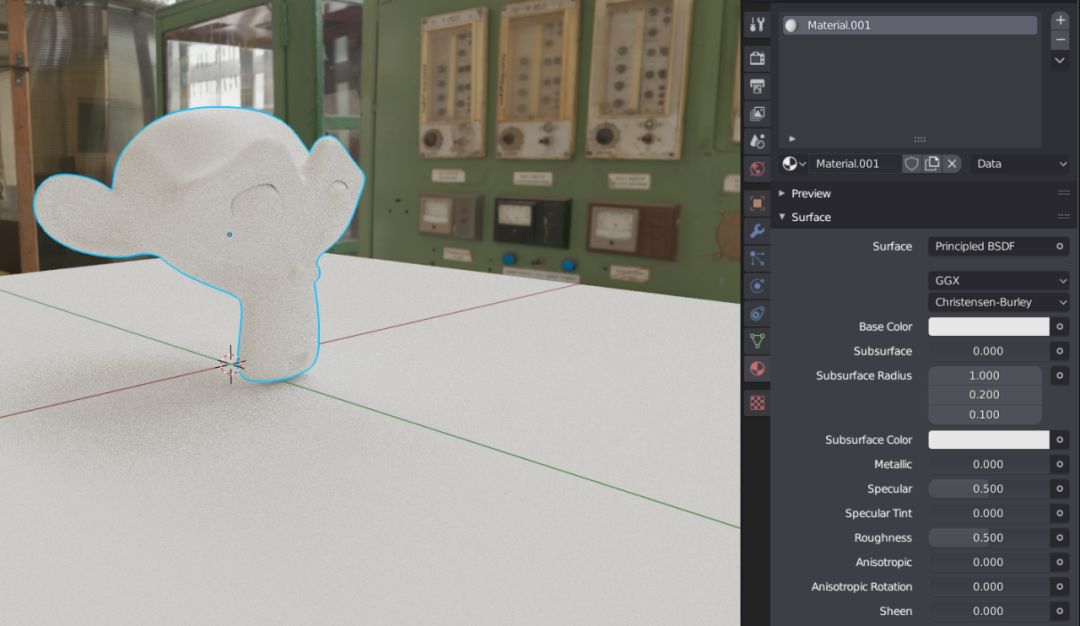 Material.001
Material.001
Data
Preview
Surface
Surface
Principled BSDF
GGX
Christensen-Burley
Base Color
Subsurface
0.000
Subsurface Radius
1.000
0.200
0.100
Subsurface Color
Metallic
0.000
Specular
0.500
Specular Tint
0.000
Roughness
0.500
Anisotropic
0.000
Anisotropic Rotation
0.000
Sheen
0.000